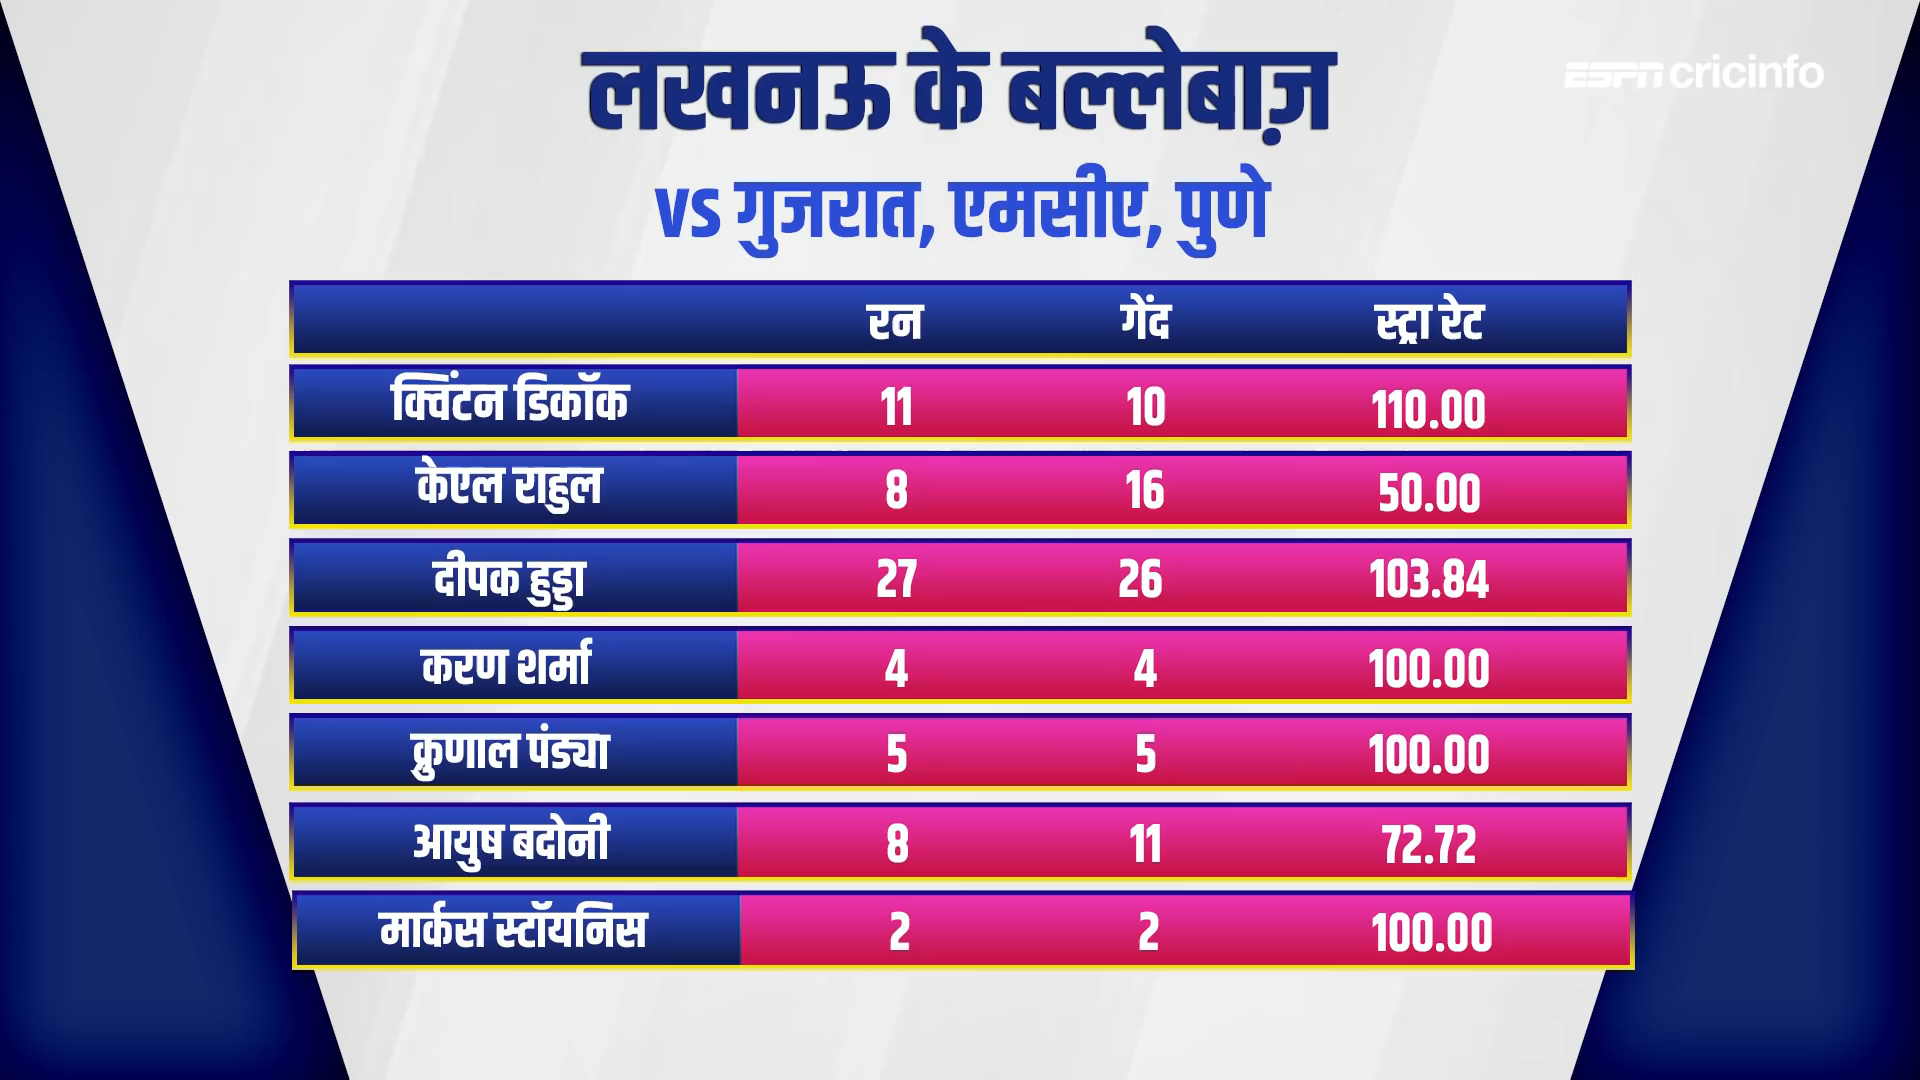 लखनऊ के बल्लेबाज़
ESPN cricinfo
vs गुजरात, एमसीए, पुणे
रन गेंद स्ट्रा रेट
क्विंटन डिकॉक 11 10 110.00
केएल राहुल 8 16 50.00
दीपक हुड्डा 27 26 103.84
करण शर्मा 4 4 100.00
क्रुणाल पंड्या 5 5 100.00
आयुष बदोनी 8 11 72.72
मार्कस स्टॉयनिस 2 2 100.00